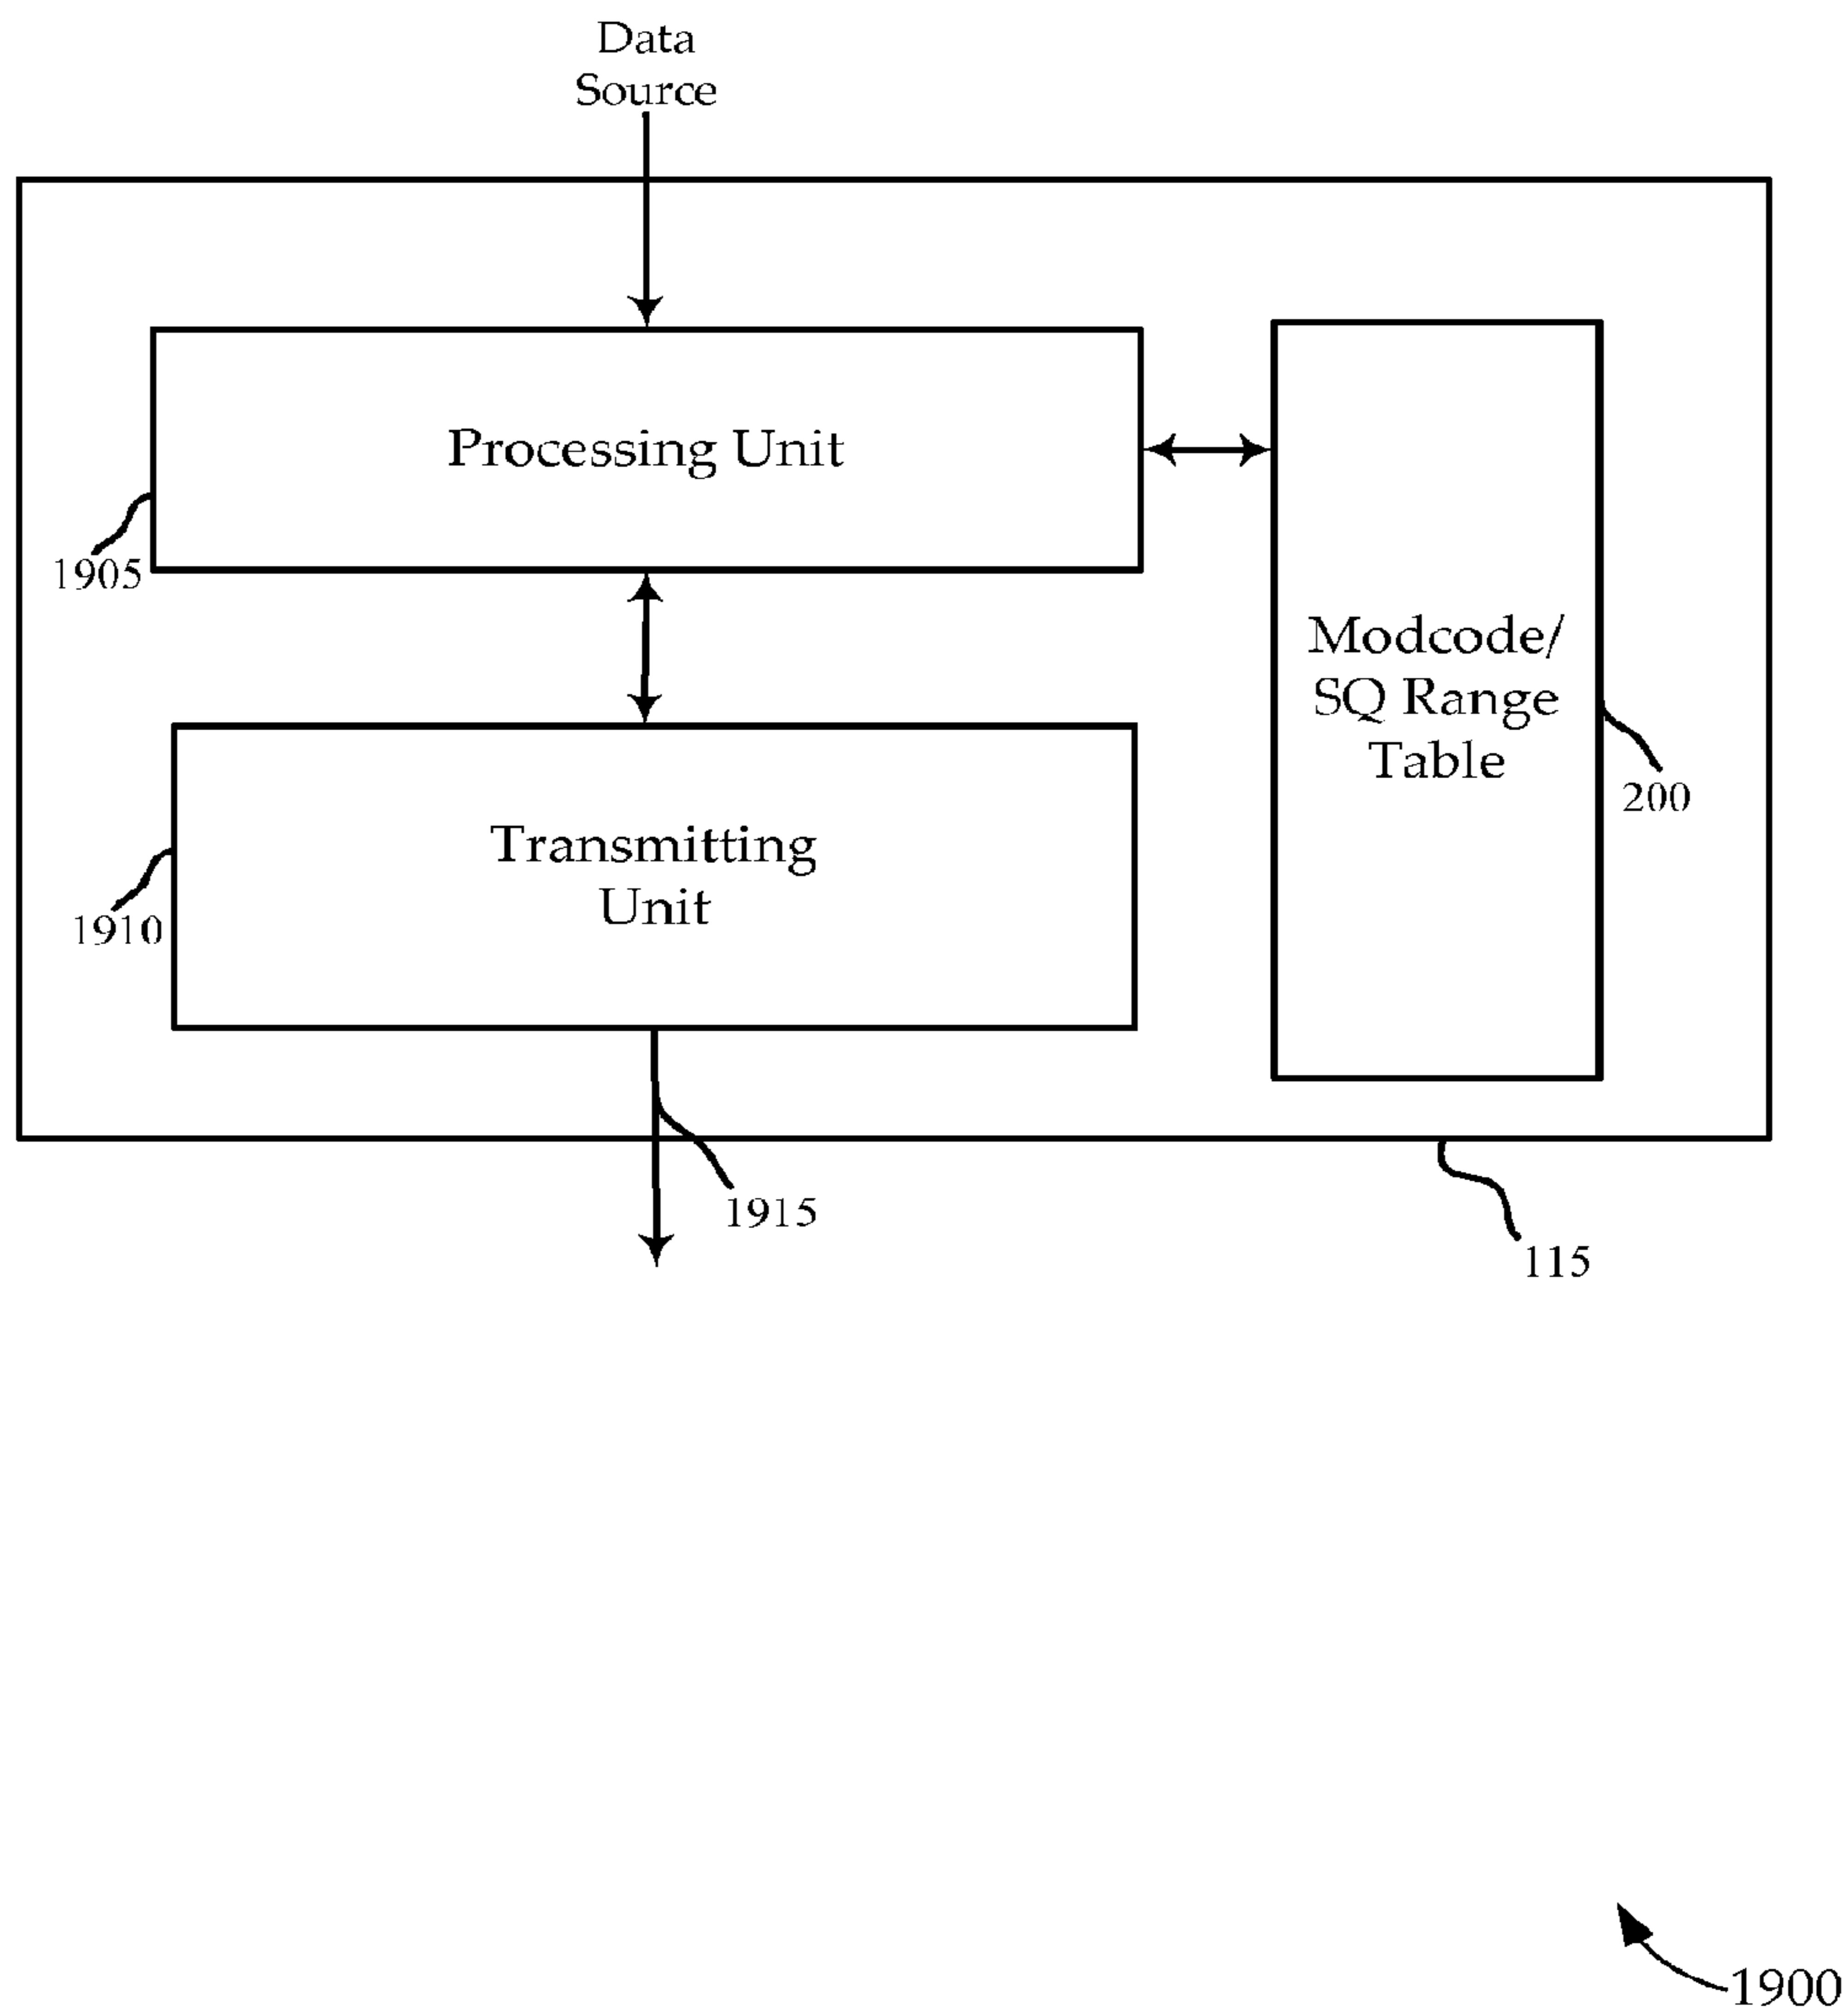 Data
Source
Processing Unit
1905
Modcode/
SQ Range
Table
200
Transmitting
Unit
1910
1915
115
1900